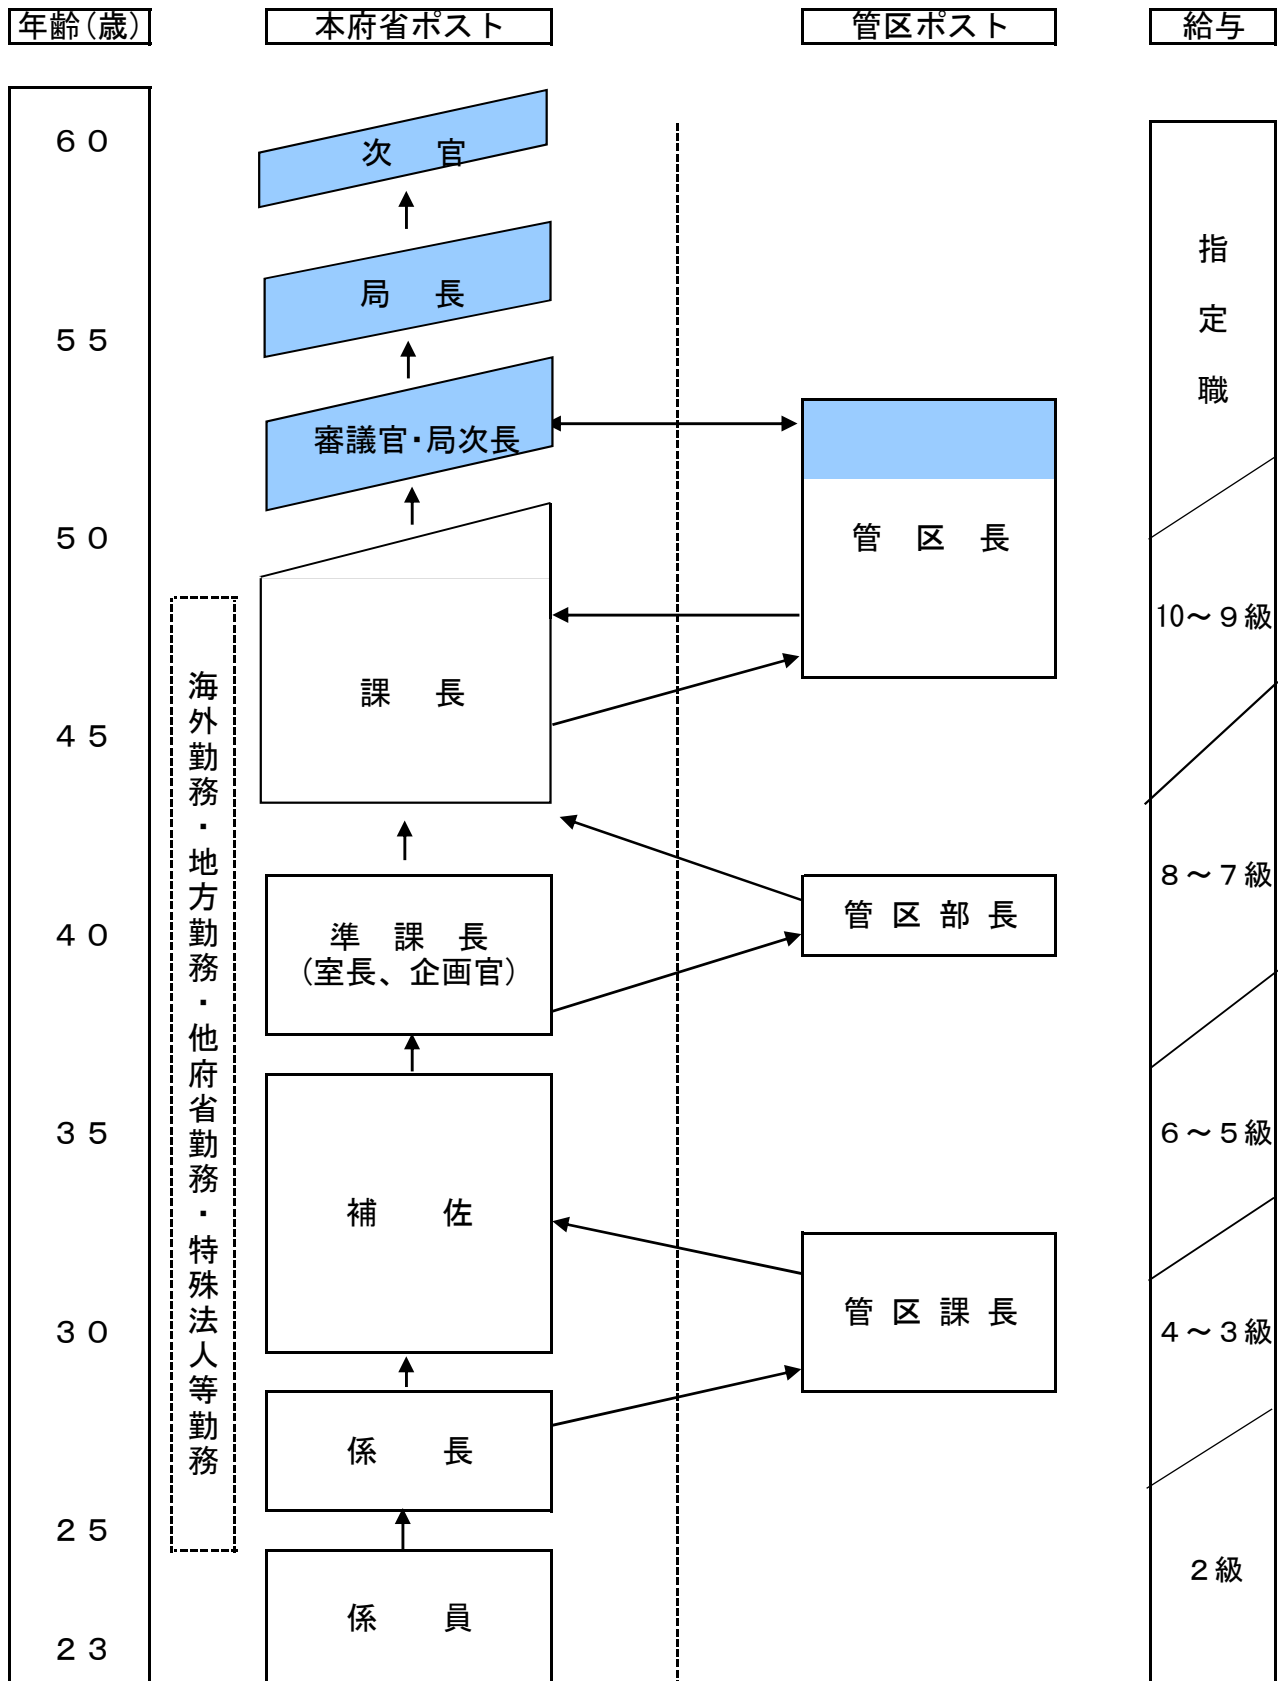 年齢(歳)
本府省ポスト
管区ポスト
給与
６０
５５
５０
４５
４０
３５
３０
２５
２３
海外勤務・地方勤務・他府省勤務・特殊法人等勤務
次　官
局　長
審議官・局次長
課　長
準　課　長
（室長、企画官）
補　佐
係　長
係　員
管　区　長
管 区 部 長
管 区 課 長
指定職
10～９級
８～７級
６～５級
４～３級
２級